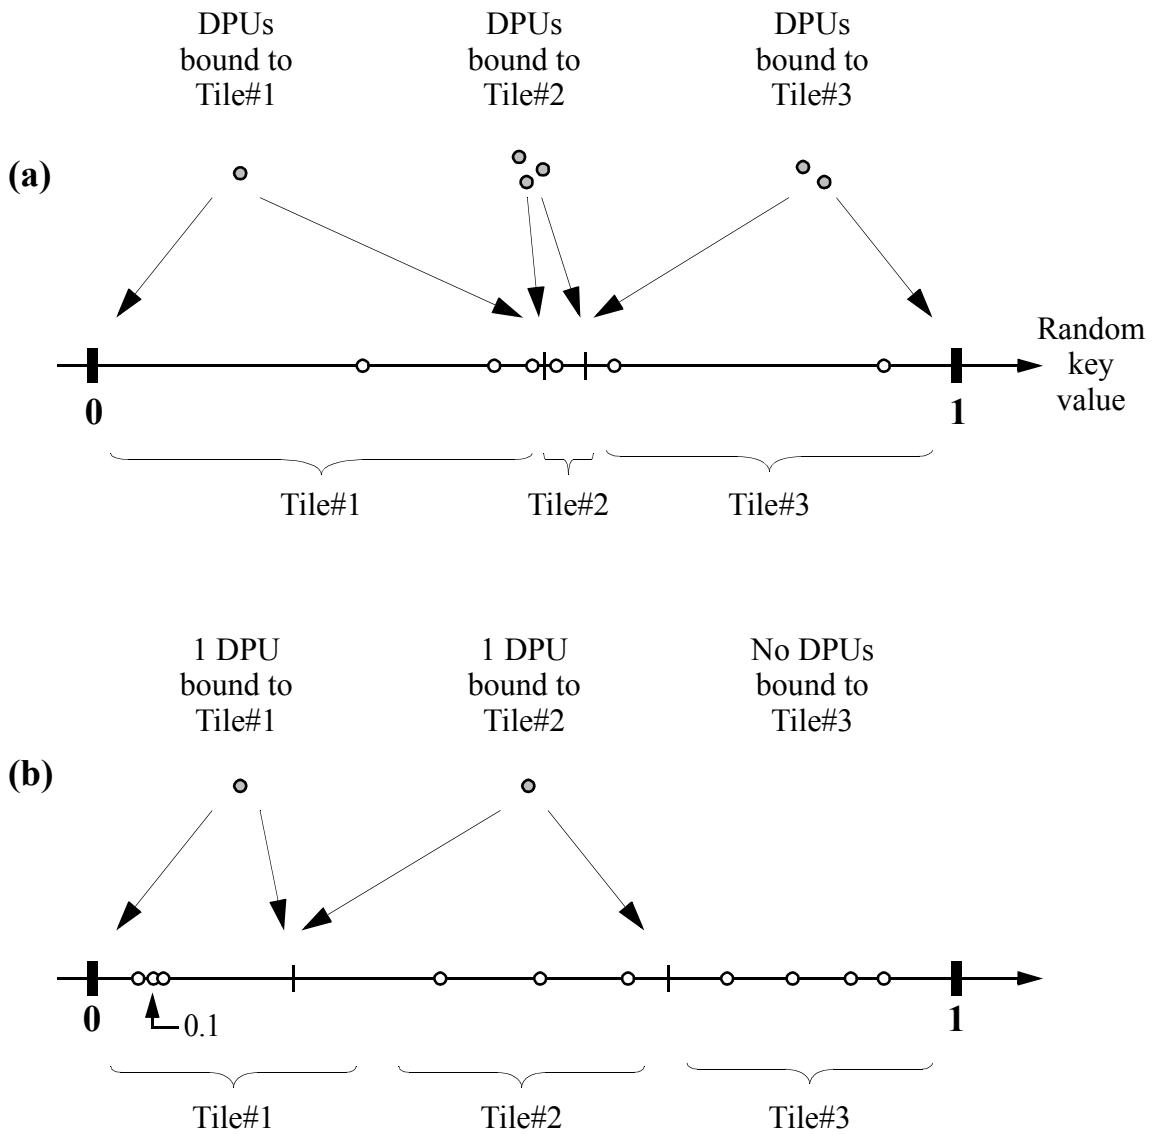 DPUs
bound to
Tile#1
DPUs
bound to
Tile#2
DPUs
bound to
Tile#3
(a)
Random
key
value
0
1
Tile#1
Tile#2
Tile#3
1 DPU
bound to
Tile#1
1 DPU
bound to
Tile#2
No DPUs
bound to
Tile#3
(b)
0
0.1
1
Tile#1
Tile#2
Tile#3